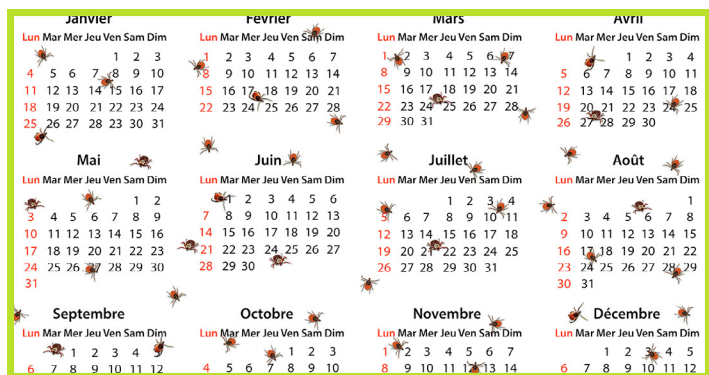 Janvier
Lun Mar Mer Jeu Ven Sam Dim
1 2 3
4 5 6 7 8 9 10
11 12 13 14 15 16 17
18 19 20 21 22 23 24
25 26 27 28 29 30 31
Février
Lun Mar Mer Jeu Ven Sam Dim
1 2 3 4 5 6 7
8 9 10 11 12 13 14
15 16 17 18 19 20 21
22 23 24 25 26 27 28
Mars
Lun Mar Mer Jeu Ven Sam Dim
1 2 3 4 5 6 7
8 9 10 11 12 13 14
15 16 17 18 19 20 21
22 23 24 25 26 27 28
29 30 31
Avril
Lun Mar Mer Jeu Ven Sam Dim
1 2 3 4
5 6 7 8 9 10 11
12 13 14 15 16 17 18
19 20 21 22 23 24 25
26 27 28 29 30
Mai
Lun Mar Mer Jeu Ven Sam Dim
1 2
3 4 5 6 7 8 9
10 11 12 13 14 15 16
17 18 19 20 21 22 23
24 25 26 27 28 29 30
31
Juin
Lun Mar Mer Jeu Ven Sam Dim
1 2 3 4 5 6
7 8 9 10 11 12 13
14 15 16 17 18 19 20
21 22 23 24 25 26 27
28 29 30
Juillet
Lun Mar Mer Jeu Ven Sam Dim
1 2 3 4
5 6 7 8 9 10 11
12 13 14 15 16 17 18
19 20 21 22 23 24 25
26 27 28 29 30 31
Août
Lun Mar Mer Jeu Ven Sam Dim
1
2 3 4 5 6 7 8
9 10 11 12 13 14 15
16 17 18 19 20 21 22
23 24 25 26 27 28 29
30 31
Septembre
Lun Mar Mer Jeu Ven Sam Dim
1 2 3 4 5
6 7 8 9 10 11 12
Octobre
Lun Mar Mer Jeu Ven Sam Dim
1 2 3
4 5 6 7 8 9 10
Novembre
Lun Mar Mer Jeu Ven Sam Dim
1 2 3 4 5 6 7
8 9 10 11 12 13 14
Décembre
Lun Mar Mer Jeu Ven Sam Dim
1 2 3 4 5
6 7 8 9 10 11 12